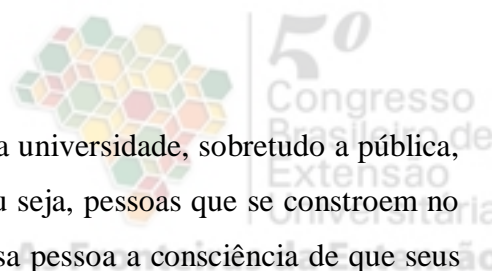 5º
Congresso
Brasileiro de
Extensão
Universitária
a universidade, sobretudo a pública,
u seja, pessoas que se constroem no
sa pessoa a consciência de que seus